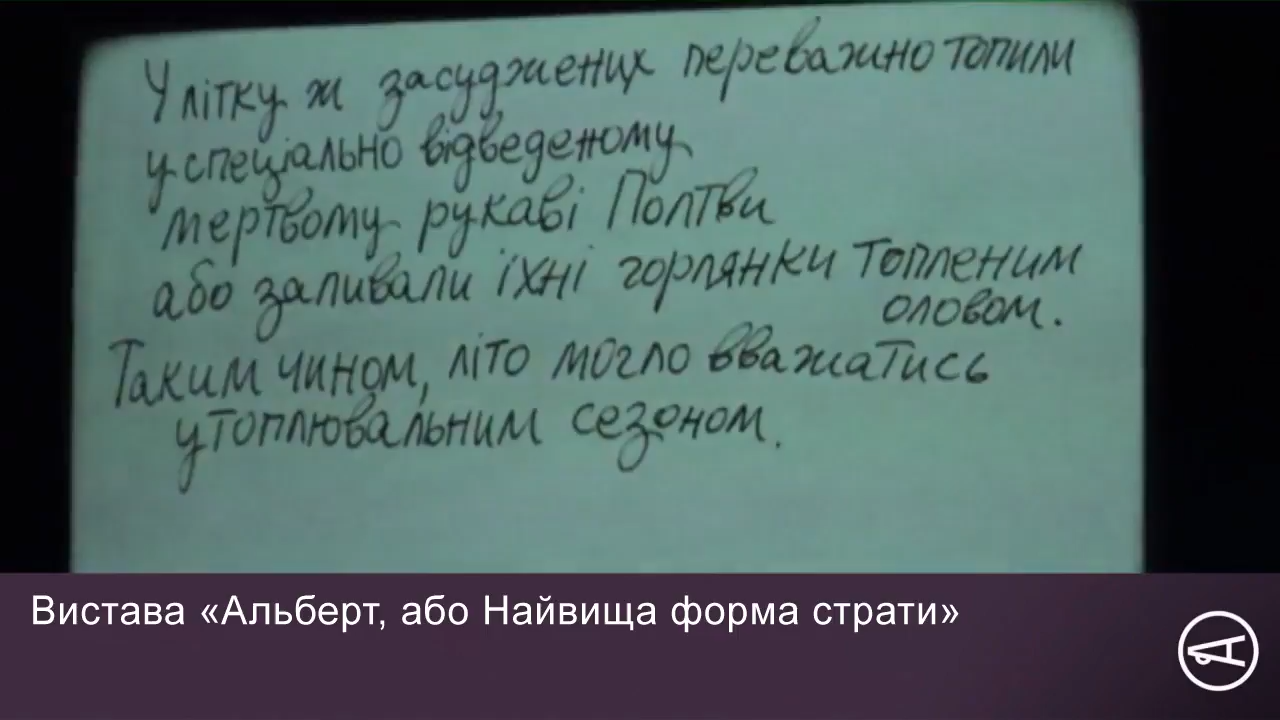 У літку ж засуджених переважно топили
у спеціально відведеному
мертвому рукаві Полтви
або заливали їхні горлянки топленим
оловом.
Таким чином, літо могло вважатись
утоплювальним сезоном.
Вистава «Альберт, або Найвища форма страти»